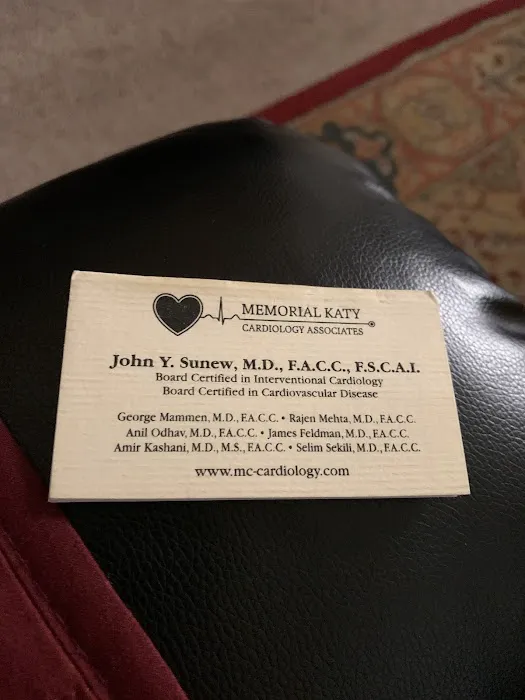 MEMORIAL KATY
CARDIOLOGY ASSOCIATES
John Y. Sunew, M.D., F.A.C.C., F.S.C.A.I.
Board Certified in Interventional Cardiology
Board Certified in Cardiovascular Disease
George Mammen, M.D., F.A.C.C. • Rajen Mehta, M.D., F.A.C.C.
Anil Odhav, M.D., F.A.C.C. • James Feldman, M.D., F.A.C.C.
Amir Kashani, M.D., M.S., F.A.C.C. • Selim Sekili, M.D., F.A.C.C.
www.mc-cardiology.com